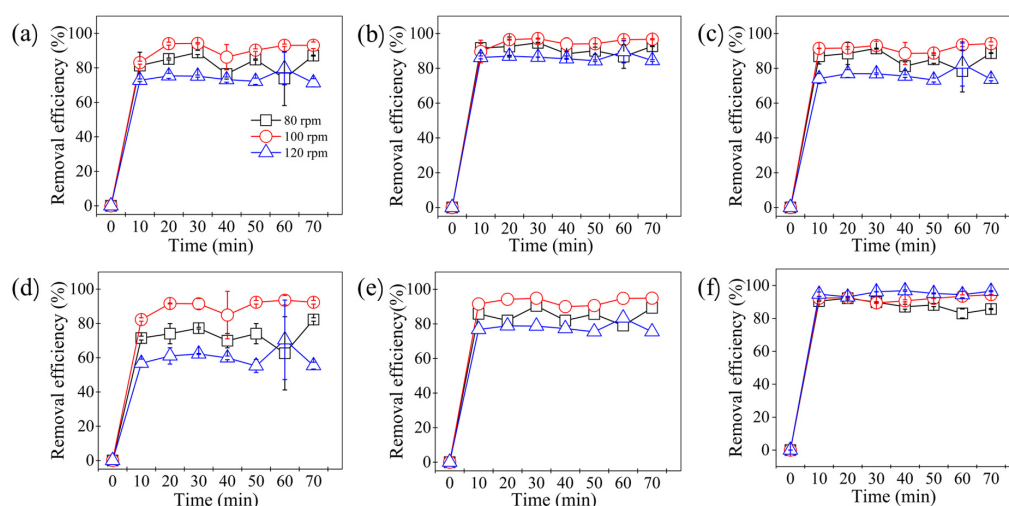 (a)
Removal efficiency (%)
100
80
60
40
20
0
80 rpm
100 rpm
120 rpm
0 10 20 30 40 50 60 70
Time (min)
(b)
Removal efficiency (%)
100
80
60
40
20
0
0 10 20 30 40 50 60 70
Time (min)
(c)
Removal efficiency (%)
100
80
60
40
20
0
0 10 20 30 40 50 60 70
Time (min)
(d)
Removal efficiency (%)
100
80
60
40
20
0
0 10 20 30 40 50 60 70
Time (min)
(e)
Removal efficiency(%)
100
80
60
40
20
0
0 10 20 30 40 50 60 70
Time (min)
(f)
Removal efficiency (%)
100
80
60
40
20
0
0 10 20 30 40 50 60 70
Time (min)